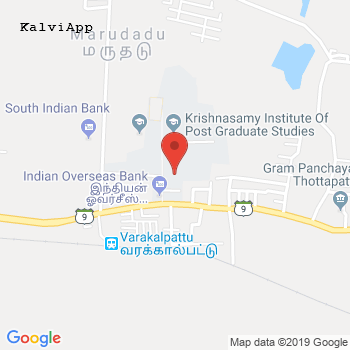 KalviApp
Marudadu
மருதடு
South Indian Bank
Krishnasamy Institute Of
Post Graduate Studies
Indian Overseas Bank
இந்தியன்
ஓவர்சீஸ்...
Gram Panchaya
Thottapat
9
9
Varakalpattu
வரக்கால்பட்டு
Google
Map data ©2019 Google